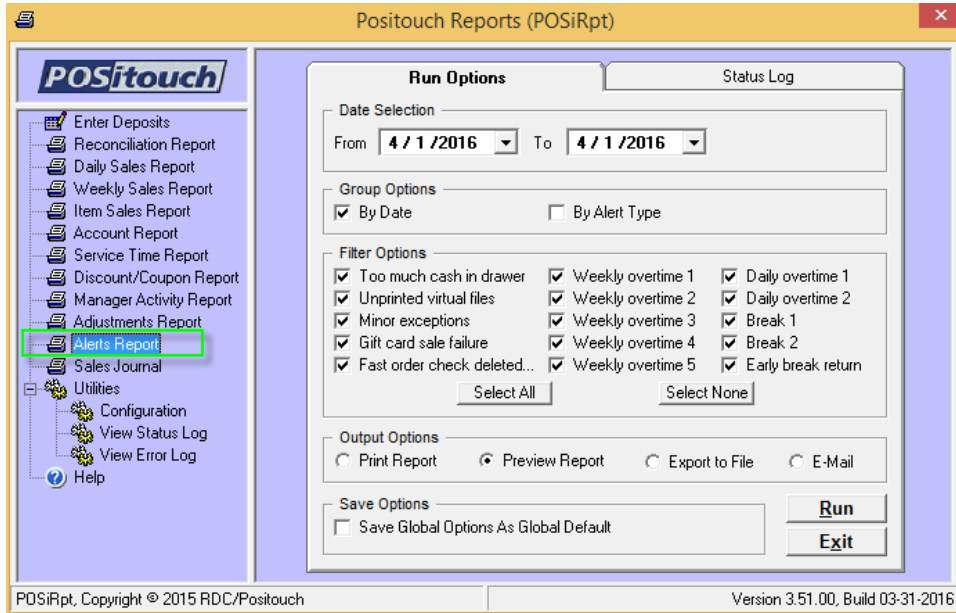 Positouch Reports (POSiRpt)
POSitouch
Enter Deposits
Reconciliation Report
Daily Sales Report
Weekly Sales Report
Item Sales Report
Account Report
Service Time Report
Discount/Coupon Report
Manager Activity Report
Adjustments Report
Alerts Report
Sales Journal
Utilities
Configuration
View Status Log
View Error Log
Help
Run Options Status Log
Date Selection
From 4 / 1 /2016 To 4 / 1 /2016
Group Options
By Date By Alert Type
Filter Options
Too much cash in drawer Weekly overtime 1 Daily overtime 1
Unprinted virtual files Weekly overtime 2 Daily overtime 2
Minor exceptions Weekly overtime 3 Break 1
Gift card sale failure Weekly overtime 4 Break 2
Fast order check deleted... Weekly overtime 5 Early break return
Select All Select None
Output Options
Print Report Preview Report Export to File E-Mail
Save Options
Save Global Options As Global Default
Run
Exit
POSiRpt, Copyright © 2015 RDC/Positouch Version 3.51.00, Build 03-31-2016